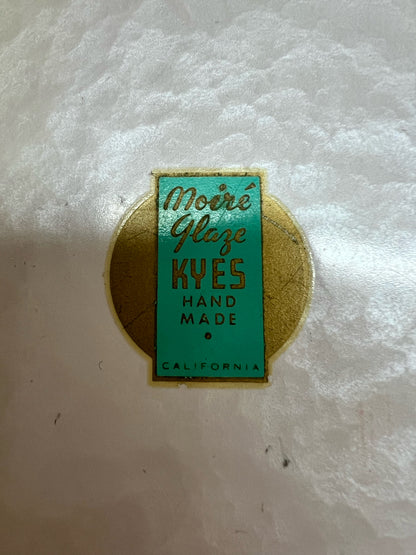 Moiré
Glaze
KYES
HAND
MADE
CALIFORNIA